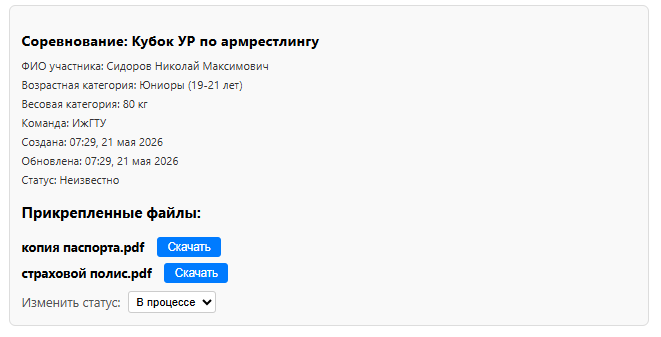 Соревнование: Кубок УР по армрестлингу
ФИО участника: Сидоров Николай Максимович
Возрастная категория: Юниоры (19-21 лет)
Весовая категория: 80 кг
Команда: ИжГТУ
Создана: 07:29, 21 мая 2026
Обновлена: 07:29, 21 мая 2026
Статус: Неизвестно
Прикрепленные файлы:
копия паспорта.pdf Скачать
страховой полис.pdf Скачать
Изменить статус: В процессе